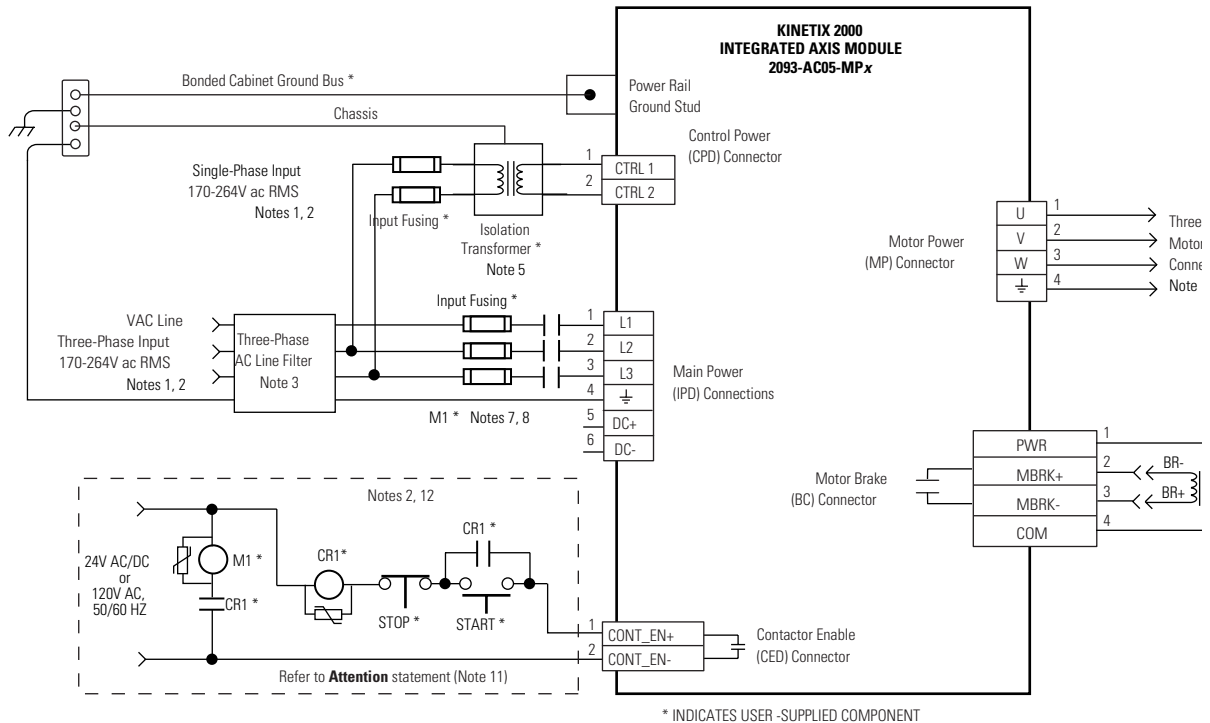 KINETIX 2000
INTEGRATED AXIS MODULE
2093-AC05-MPx
Bonded Cabinet Ground Bus *
Power Rail
Ground Stud
Chassis
Control Power
(CPD) Connector
Single-Phase Input
170-264V ac RMS
Notes 1, 2
1
CTRL 1
2
CTRL 2
Input Fusing *
Isolation
Transformer *
Note 5
Motor Power
(MP) Connector
U
1
V
2
W
3
4
Three
Motor
Conne
Note
Input Fusing *
VAC Line
Three-Phase Input
170-264V ac RMS
Notes 1, 2
Three-Phase
AC Line Filter
Note 3
1
L1
2
L2
3
L3
4
5
DC+
6
DC-
Main Power
(IPD) Connections
M1 * Notes 7, 8
Motor Brake
(BC) Connector
PWR
1
MBRK+
2
BR-
MBRK-
3
BR+
COM
4
Notes 2, 12
24V AC/DC
or
120V AC,
50/60 HZ
M1 *
CR1 *
CR1*
STOP *
CR1 *
START *
1
CONT_EN+
2
CONT_EN-
Contactor Enable
(CED) Connector
Refer to Attention statement (Note 11)
* INDICATES USER -SUPPLIED COMPONENT